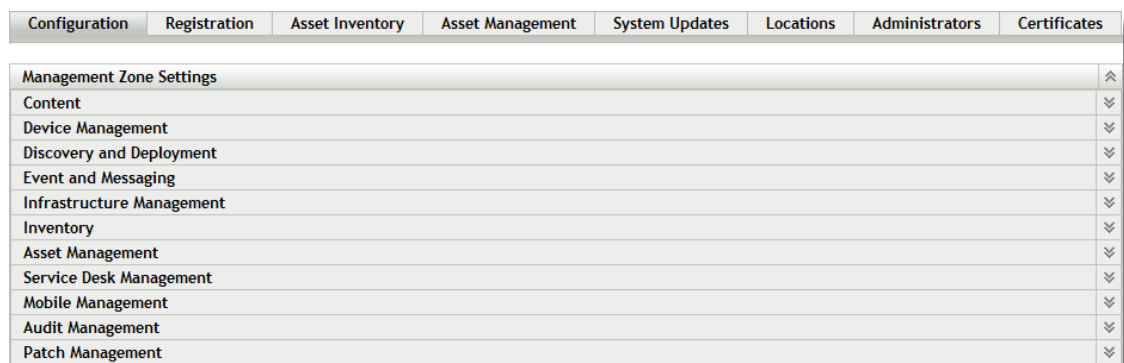 Configuration Registration Asset Inventory Asset Management System Updates Locations Administrators Certificates
Management Zone Settings
Content
Device Management
Discovery and Deployment
Event and Messaging
Infrastructure Management
Inventory
Asset Management
Service Desk Management
Mobile Management
Audit Management
Patch Management